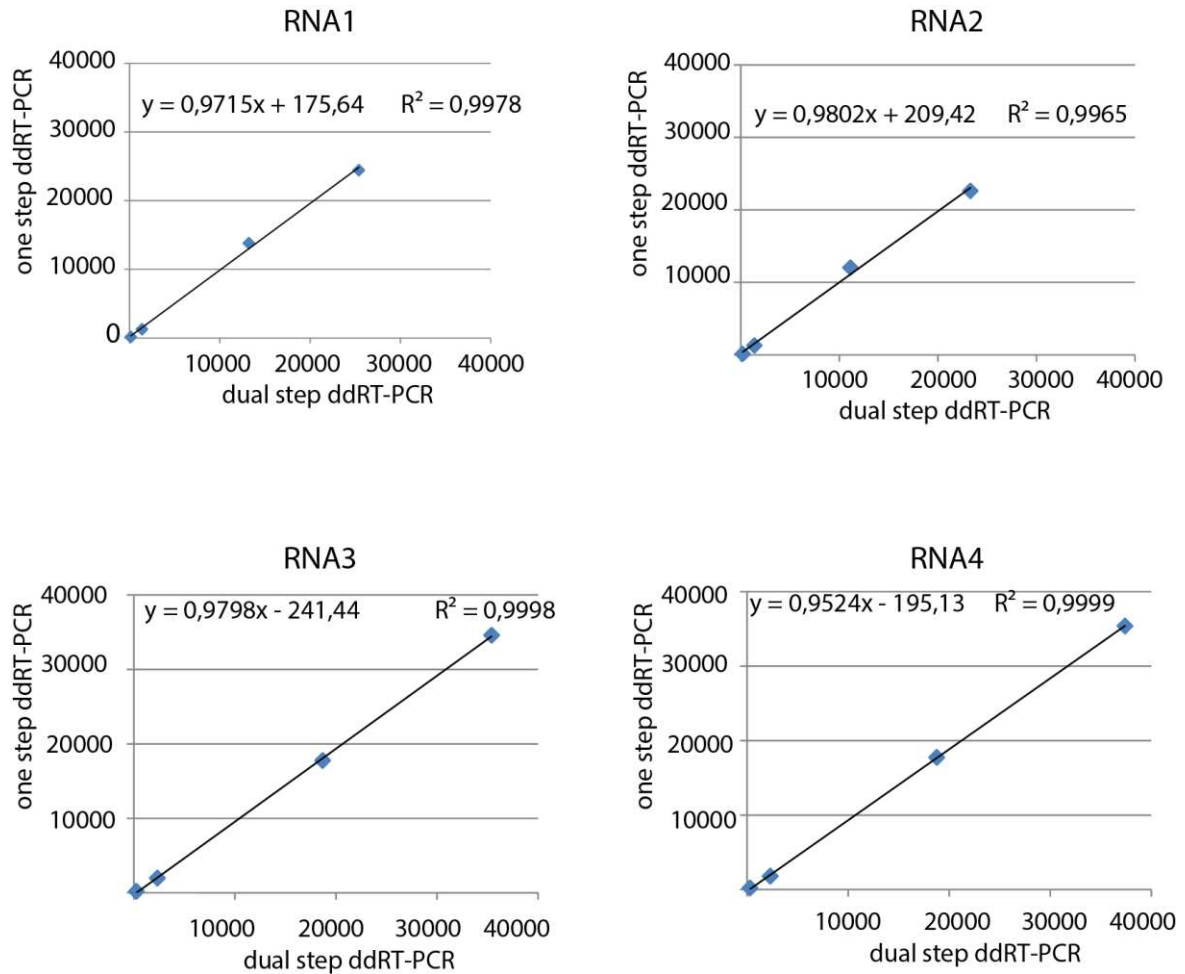 RNA1
40000
y = 0,9715x + 175,64 R² = 0,9978
30000
20000
10000
0
one step ddRT-PCR
10000 20000 30000 40000
dual step ddRT-PCR
RNA2
40000
y = 0,9802x + 209,42 R² = 0,9965
30000
20000
10000
one step ddRT-PCR
10000 20000 30000 40000
dual step ddRT-PCR
RNA3
40000
y = 0,9798x - 241,44 R² = 0,9998
30000
20000
10000
one step ddRT-PCR
10000 20000 30000 40000
dual step ddRT-PCR
RNA4
40000
y = 0,9524x - 195,13 R² = 0,9999
30000
20000
10000
one step ddRT-PCR
10000 20000 30000 40000
dual step ddRT-PCR